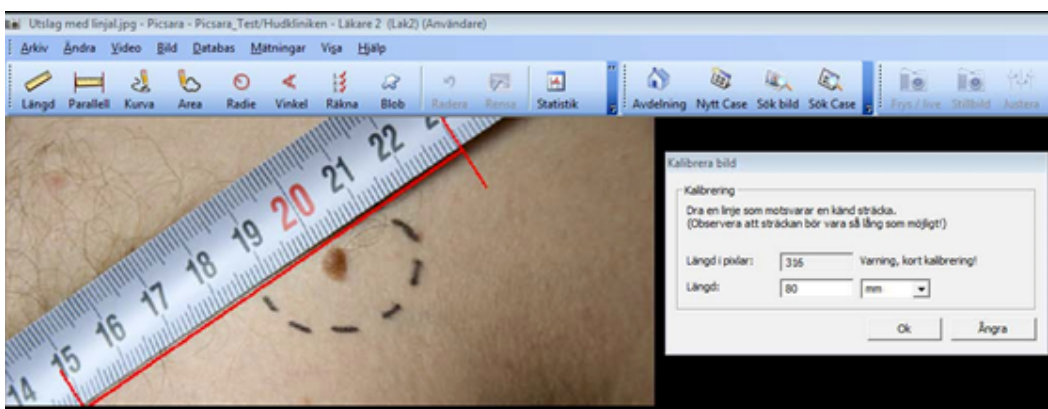 Utslag med linjal.jpg - Picsara - Picsara_Test/Hudkliniken - Läkare 2 (Lak2) (Användare)
Arkiv Ändra Video Bild Databas Mätningar Visa Hjälp
Längd Parallell Kurva Area Radie Vinkel Räkna Blob Radera Rensa Statistik Avdelning Nytt Case Sök bild Sök Case Frys / live Stillbild Justera
14 15 16 17 18 19 20 21 22
Kalibrera bild
Kalibrering
Dra en linje som motsvarar en känd sträcka.
(Observera att sträckan bör vara så lång som möjligt!)
Längd i pixlar: 316 Varning, kort kalibrering!
Längd: 80 mm
Ok Ångra